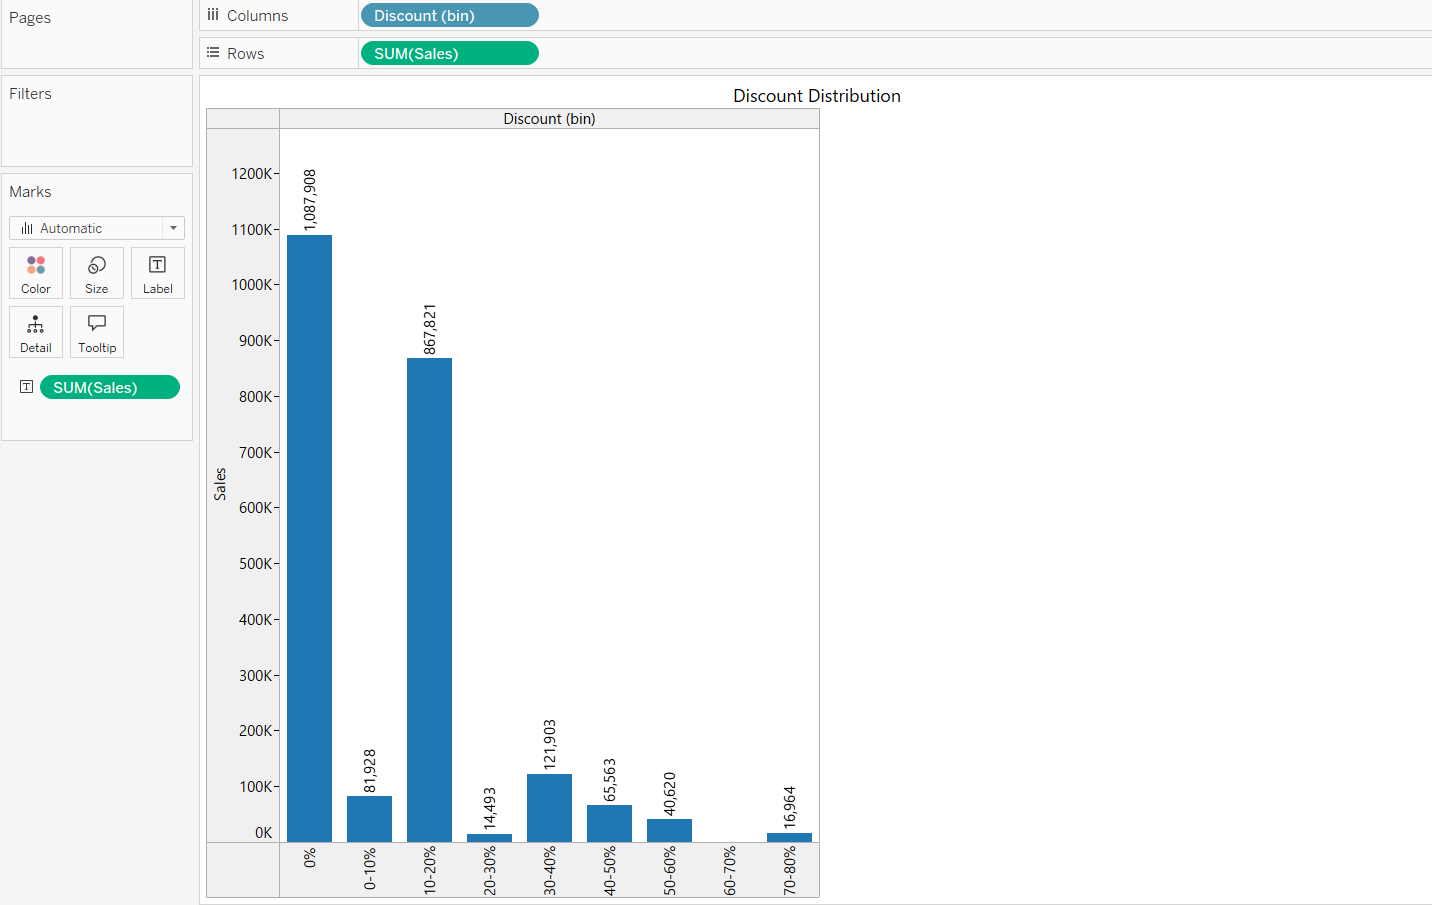 Pages
Columns
Discount (bin)
Rows
SUM(Sales)
Filters
Marks
Automatic
Color
Size
Label
Detail
Tooltip
SUM(Sales)
Discount Distribution
Discount (bin)
Sales
1200K
1100K
1000K
900K
800K
700K
600K
500K
400K
300K
200K
100K
0K
1,087,908
81,928
867,821
14,493
121,903
65,563
40,620
16,964
0%
0-10%
10-20%
20-30%
30-40%
40-50%
50-60%
60-70%
70-80%